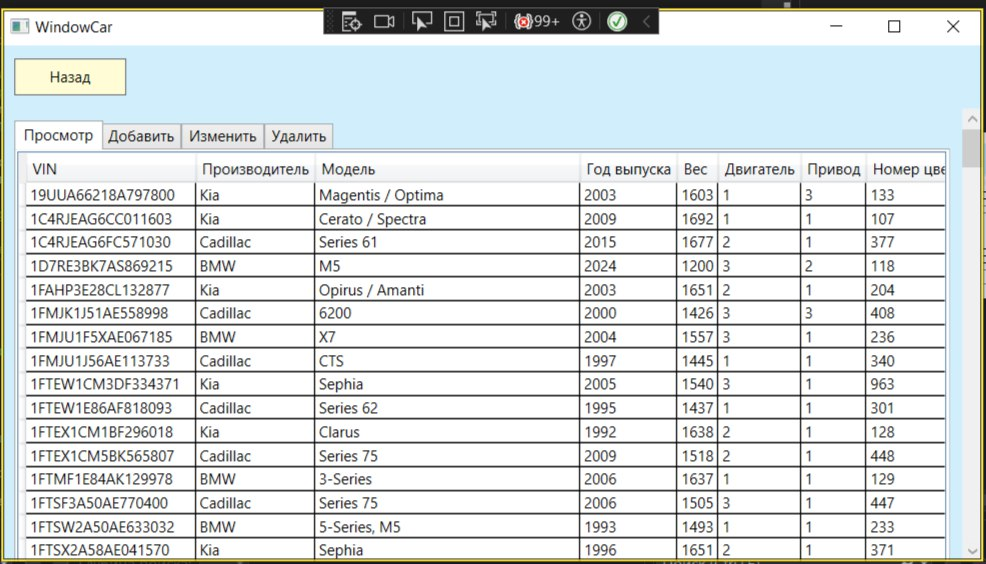 WindowCar
99+
Назад
Просмотр Добавить Изменить Удалить
VIN Производитель Модель Год выпуска Вес Двигатель Привод Номер цве
19UUA66218A797800 Kia Magentis / Optima 2003 1603 1 3 133
1C4RJEAG6CC011603 Kia Cerato / Spectra 2009 1692 1 1 107
1C4RJEAG6FC571030 Cadillac Series 61 2015 1677 2 1 377
1D7RE3BK7AS869215 BMW M5 2024 1200 3 2 118
1FAHP3E28CL132877 Kia Opirus / Amanti 2003 1651 2 1 204
1FMJK1J51AE558998 Cadillac 6200 2000 1426 3 3 408
1FMJU1F5XAE067185 BMW X7 2004 1557 3 1 236
1FMJU1J56AE113733 Cadillac CTS 1997 1445 1 1 340
1FTEW1CM3DF334371 Kia Sephia 2005 1540 3 1 963
1FTEW1E86AF818093 Cadillac Series 62 1995 1437 1 1 301
1FTEX1CM1BF296018 Kia Clarus 1992 1638 2 1 128
1FTEX1CM5BK565807 Cadillac Series 75 2009 1518 2 1 448
1FTMF1E84AK129978 BMW 3-Series 2006 1637 1 1 129
1FTSF3A50AE770400 Cadillac Series 75 2006 1505 3 1 447
1FTSW2A50AE633032 BMW 5-Series, M5 1993 1493 1 1 233
1FTSX2A58AE041570 Kia Sephia 1996 1651 2 1 371